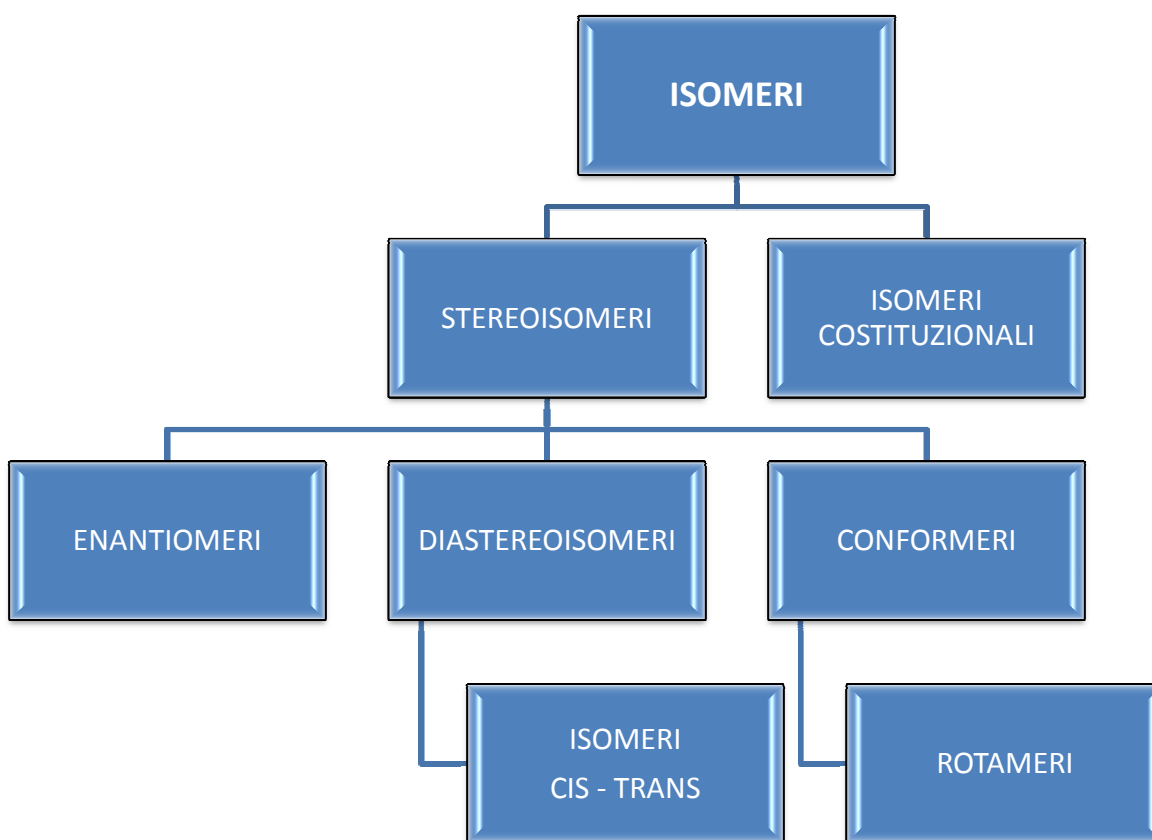 ISOMERI
STEREOISOMERI
ISOMERI
COSTITUZIONALI
ENANTIOMERI
DIASTEREOISOMERI
CONFORMERI
ISOMERI
CIS - TRANS
ROTAMERI